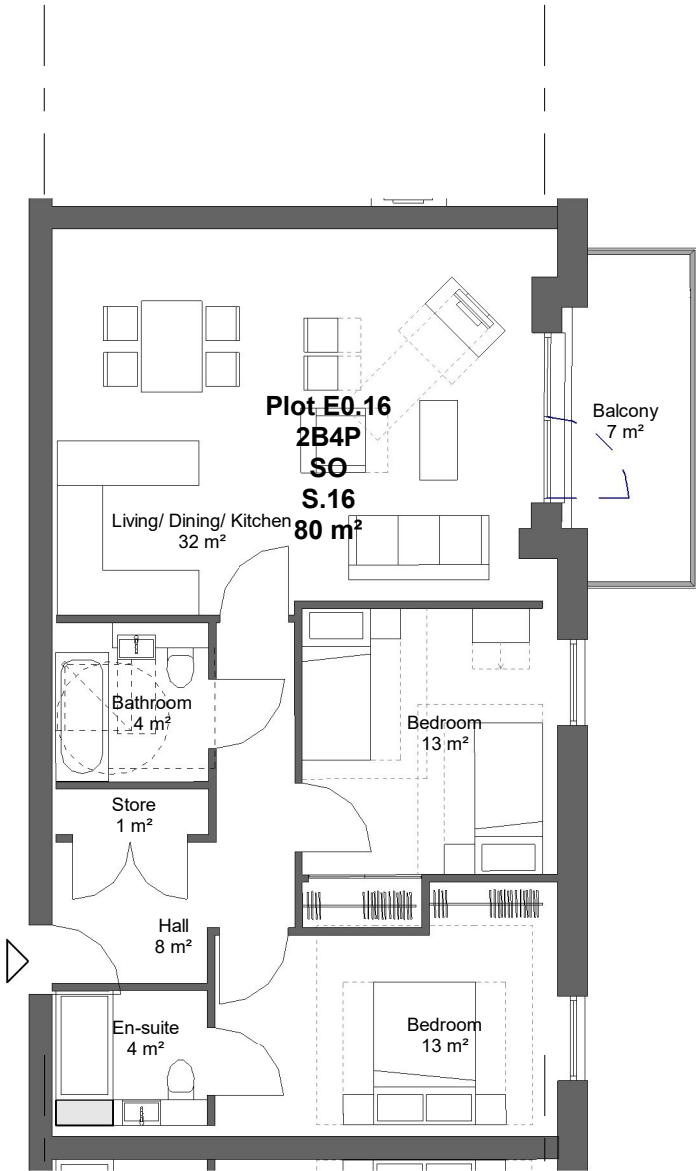 Plot E0.16
2B4P
SO
S.16
80 m²
Balcony
7 m²
Living/ Dining/ Kitchen
32 m²
Bathroom
4 m²
Bedroom
13 m²
Store
1 m²
Hall
8 m²
En-suite
4 m²
Bedroom
13 m²